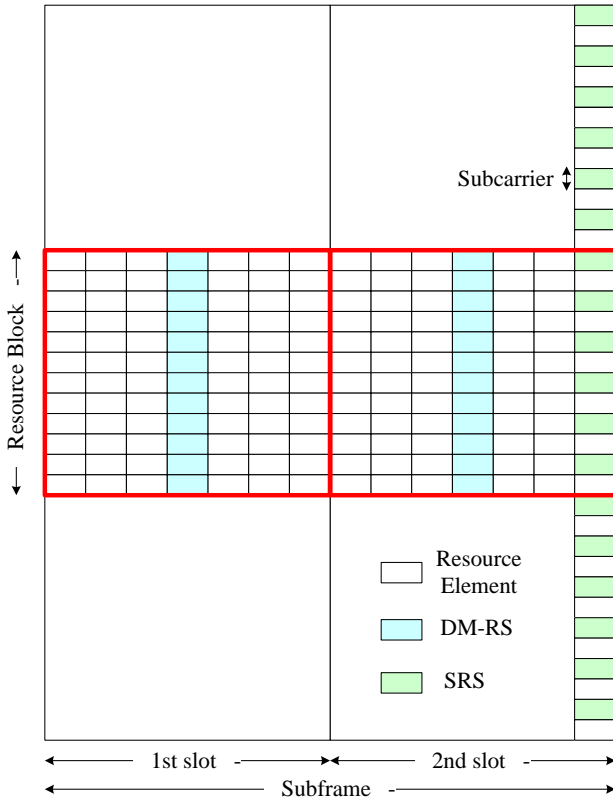 Subcarrier
Resource Block -
Resource
Element
DM-RS
SRS
1st slot -
2nd slot -
Subframe -